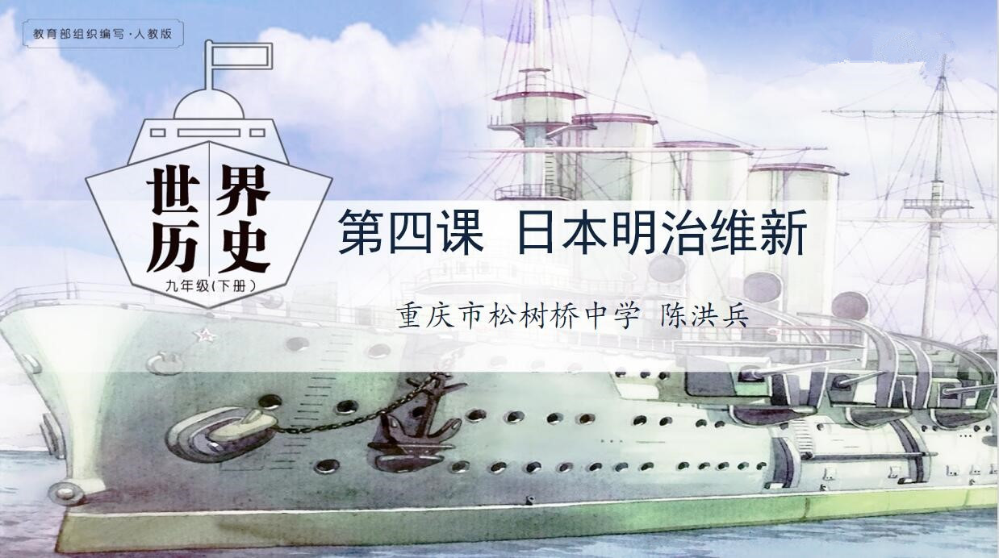 教育部组织编写·人教版
世界
历史
九年级(下册)
第四课 日本明治维新
重庆市松树桥中学 陈洪兵